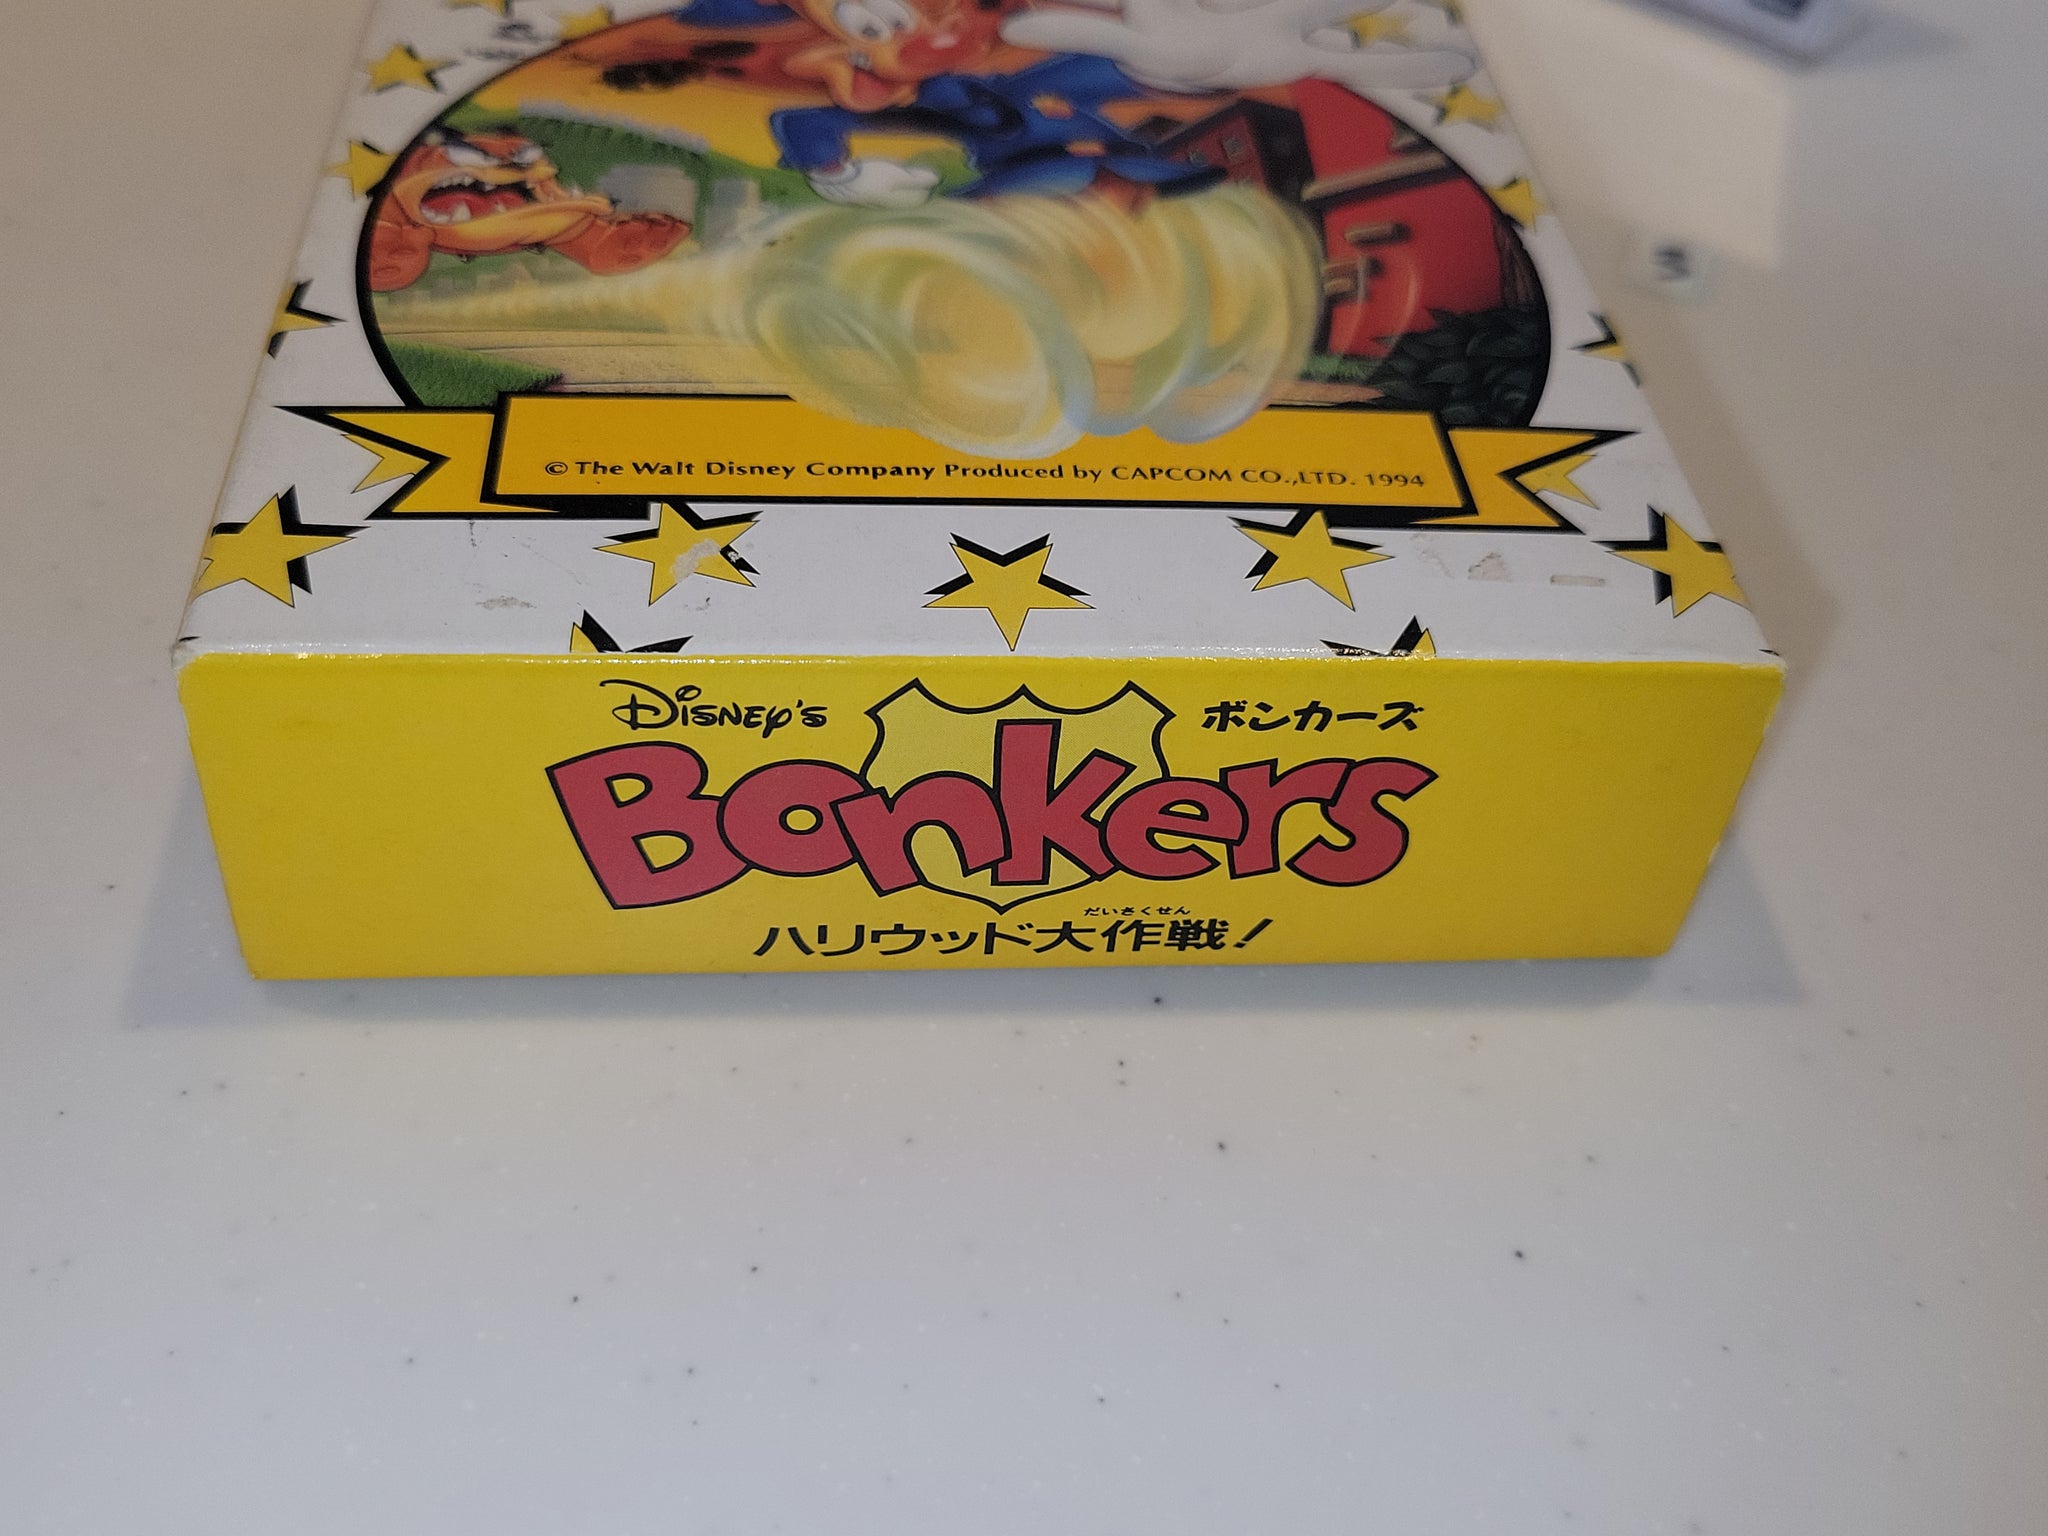 © The Walt Disney Company Produced by CAPCOM CO.,LTD. 1994
DISNEY'S
ボンカーズ
Bonkers
だいさくせん
ハリウッド大作戦!